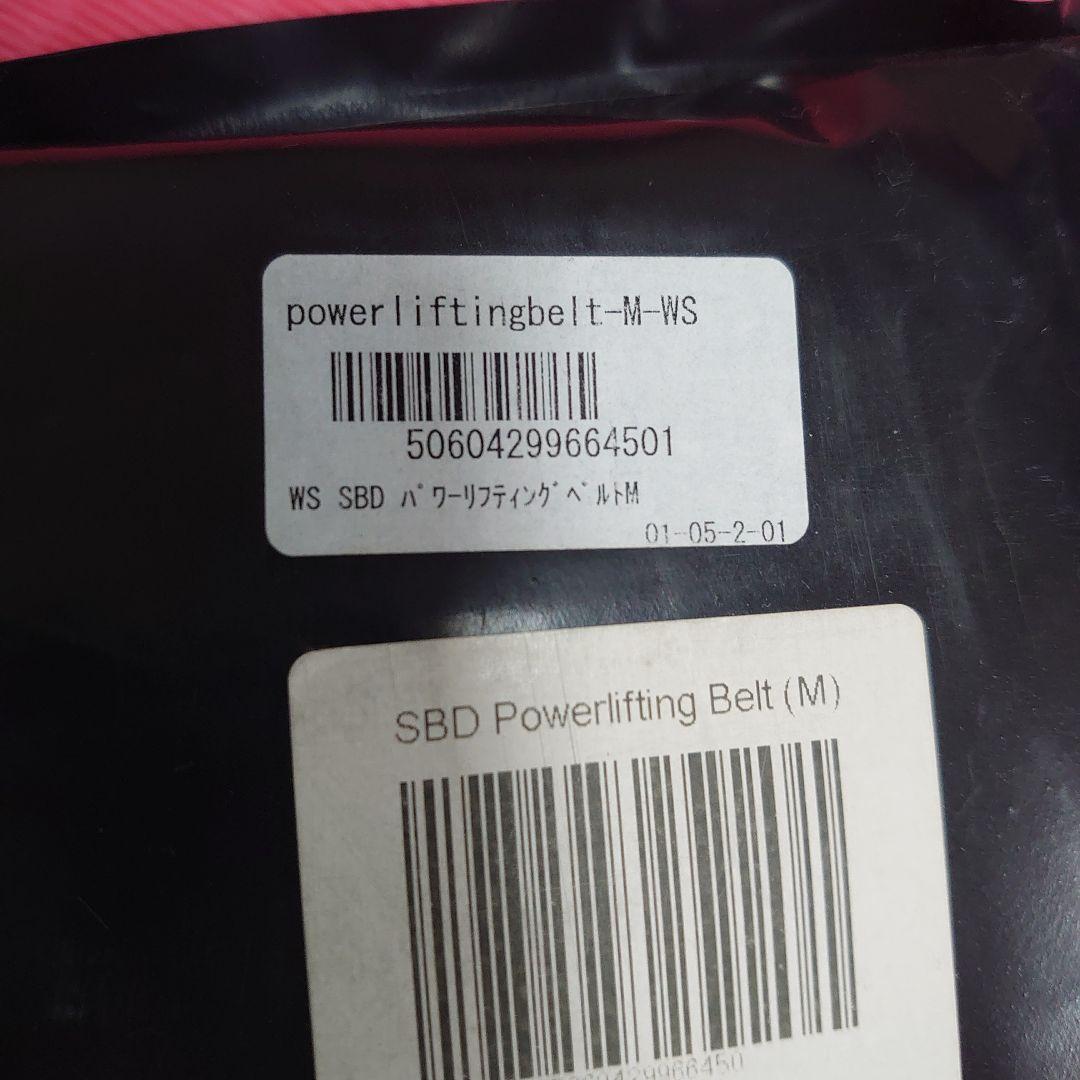 powerliftingbelt-M-WS
50604299664501
WS SBD ﾊﾟﾜｰﾘﾌﾃｨﾝｸﾞﾍﾞﾙﾄM
01-05-2-01
SBD Powerlifting Belt (M)